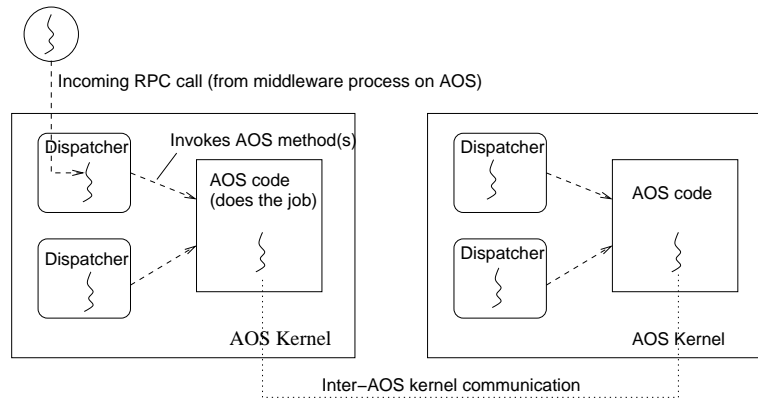 Incoming RPC call (from middleware process on AOS)
Dispatcher
Invokes AOS method(s)
AOS code
(does the job)
Dispatcher
AOS Kernel
Dispatcher
AOS code
Dispatcher
AOS Kernel
Inter−AOS kernel communication